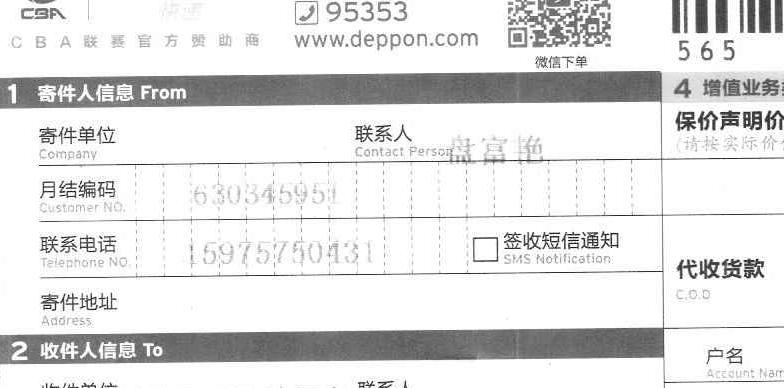 CBA 快递
95353
CBA联赛官方赞助商
www.deppon.com
微信下单
565
1 寄件人信息 From
4 增值业务
寄件单位
Company
联系人
Contact Person
盘富艳
保价声明价
(请按实际价
月结编码
Customer NO.
630345951
联系电话
Telephone NO.
15975750431
签收短信通知
SMS Notification
代收货款
C.O.D
寄件地址
Address
2 收件人信息 To
户名
Account Nam
收件单位
联系人